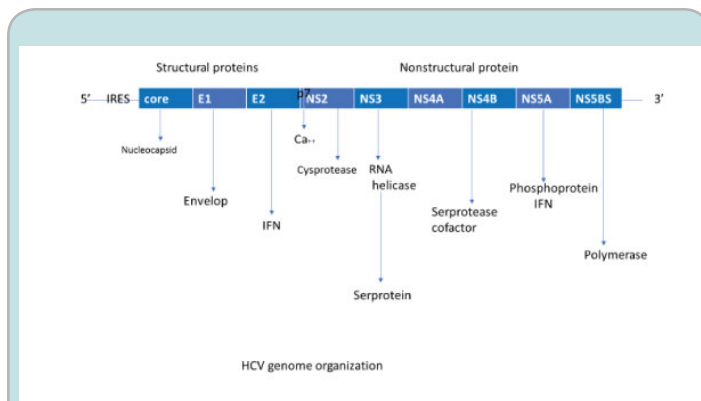 Structural proteins Nonstructural protein
5’ IRES core E1 E2 p7 NS2 NS3 NS4A NS4B NS5A NS5BS 3’
Ca++
Nucleocapsid
Cysprotease RNA
helicase
Envelop
Phosphoprotein
IFN
Serprotease
cofactor
IFN
Polymerase
Serprotein
HCV genome organization